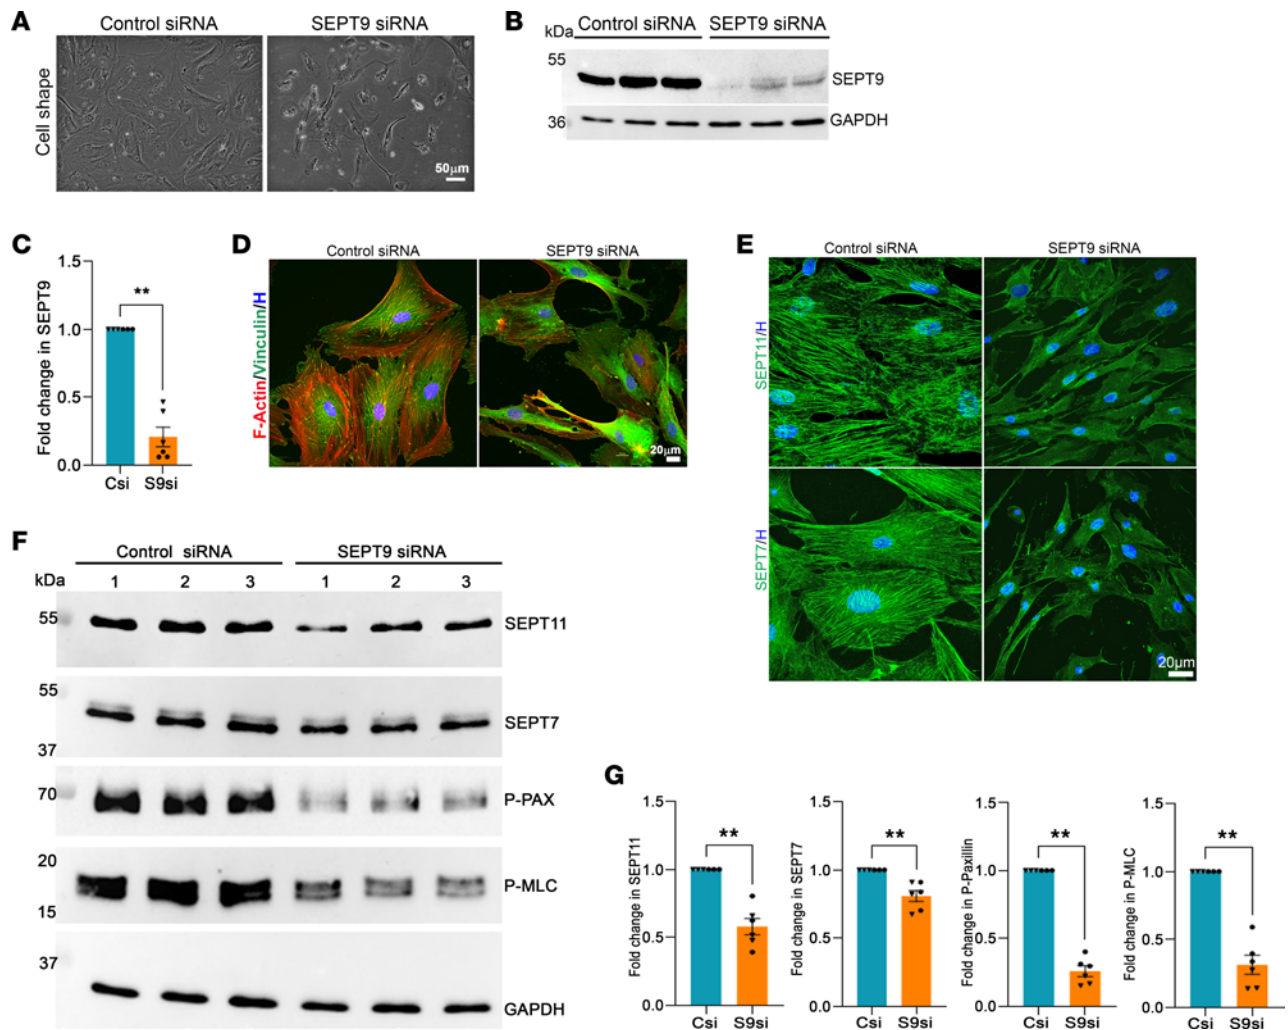 A
Control siRNA
SEPT9 siRNA
Cell shape
50µm
B
kDa
Control siRNA
SEPT9 siRNA
55
SEPT9
36
GAPDH
C
Fold change in SEPT9
1.5
**
1.0
0.5
0.0
Csi
S9si
D
Control siRNA
SEPT9 siRNA
F-Actin/Vinculin/H
20µm
E
Control siRNA
SEPT9 siRNA
SEPT11/H
SEPT7/H
20µm
F
Control siRNA
SEPT9 siRNA
kDa
1 2 3 1 2 3
55
SEPT11
55
SEPT7
37
70
P-PAX
20
P-MLC
15
37
GAPDH
G
Fold change in SEPT11
1.5
**
1.0
0.5
0.0
Csi S9si
Fold change in SEPT7
1.5
**
1.0
0.5
0.0
Csi S9si
Fold change in P-Paxillin
1.5
**
1.0
0.5
0.0
Csi S9si
Fold change in P-MLC
1.5
**
1.0
0.5
0.0
Csi S9si